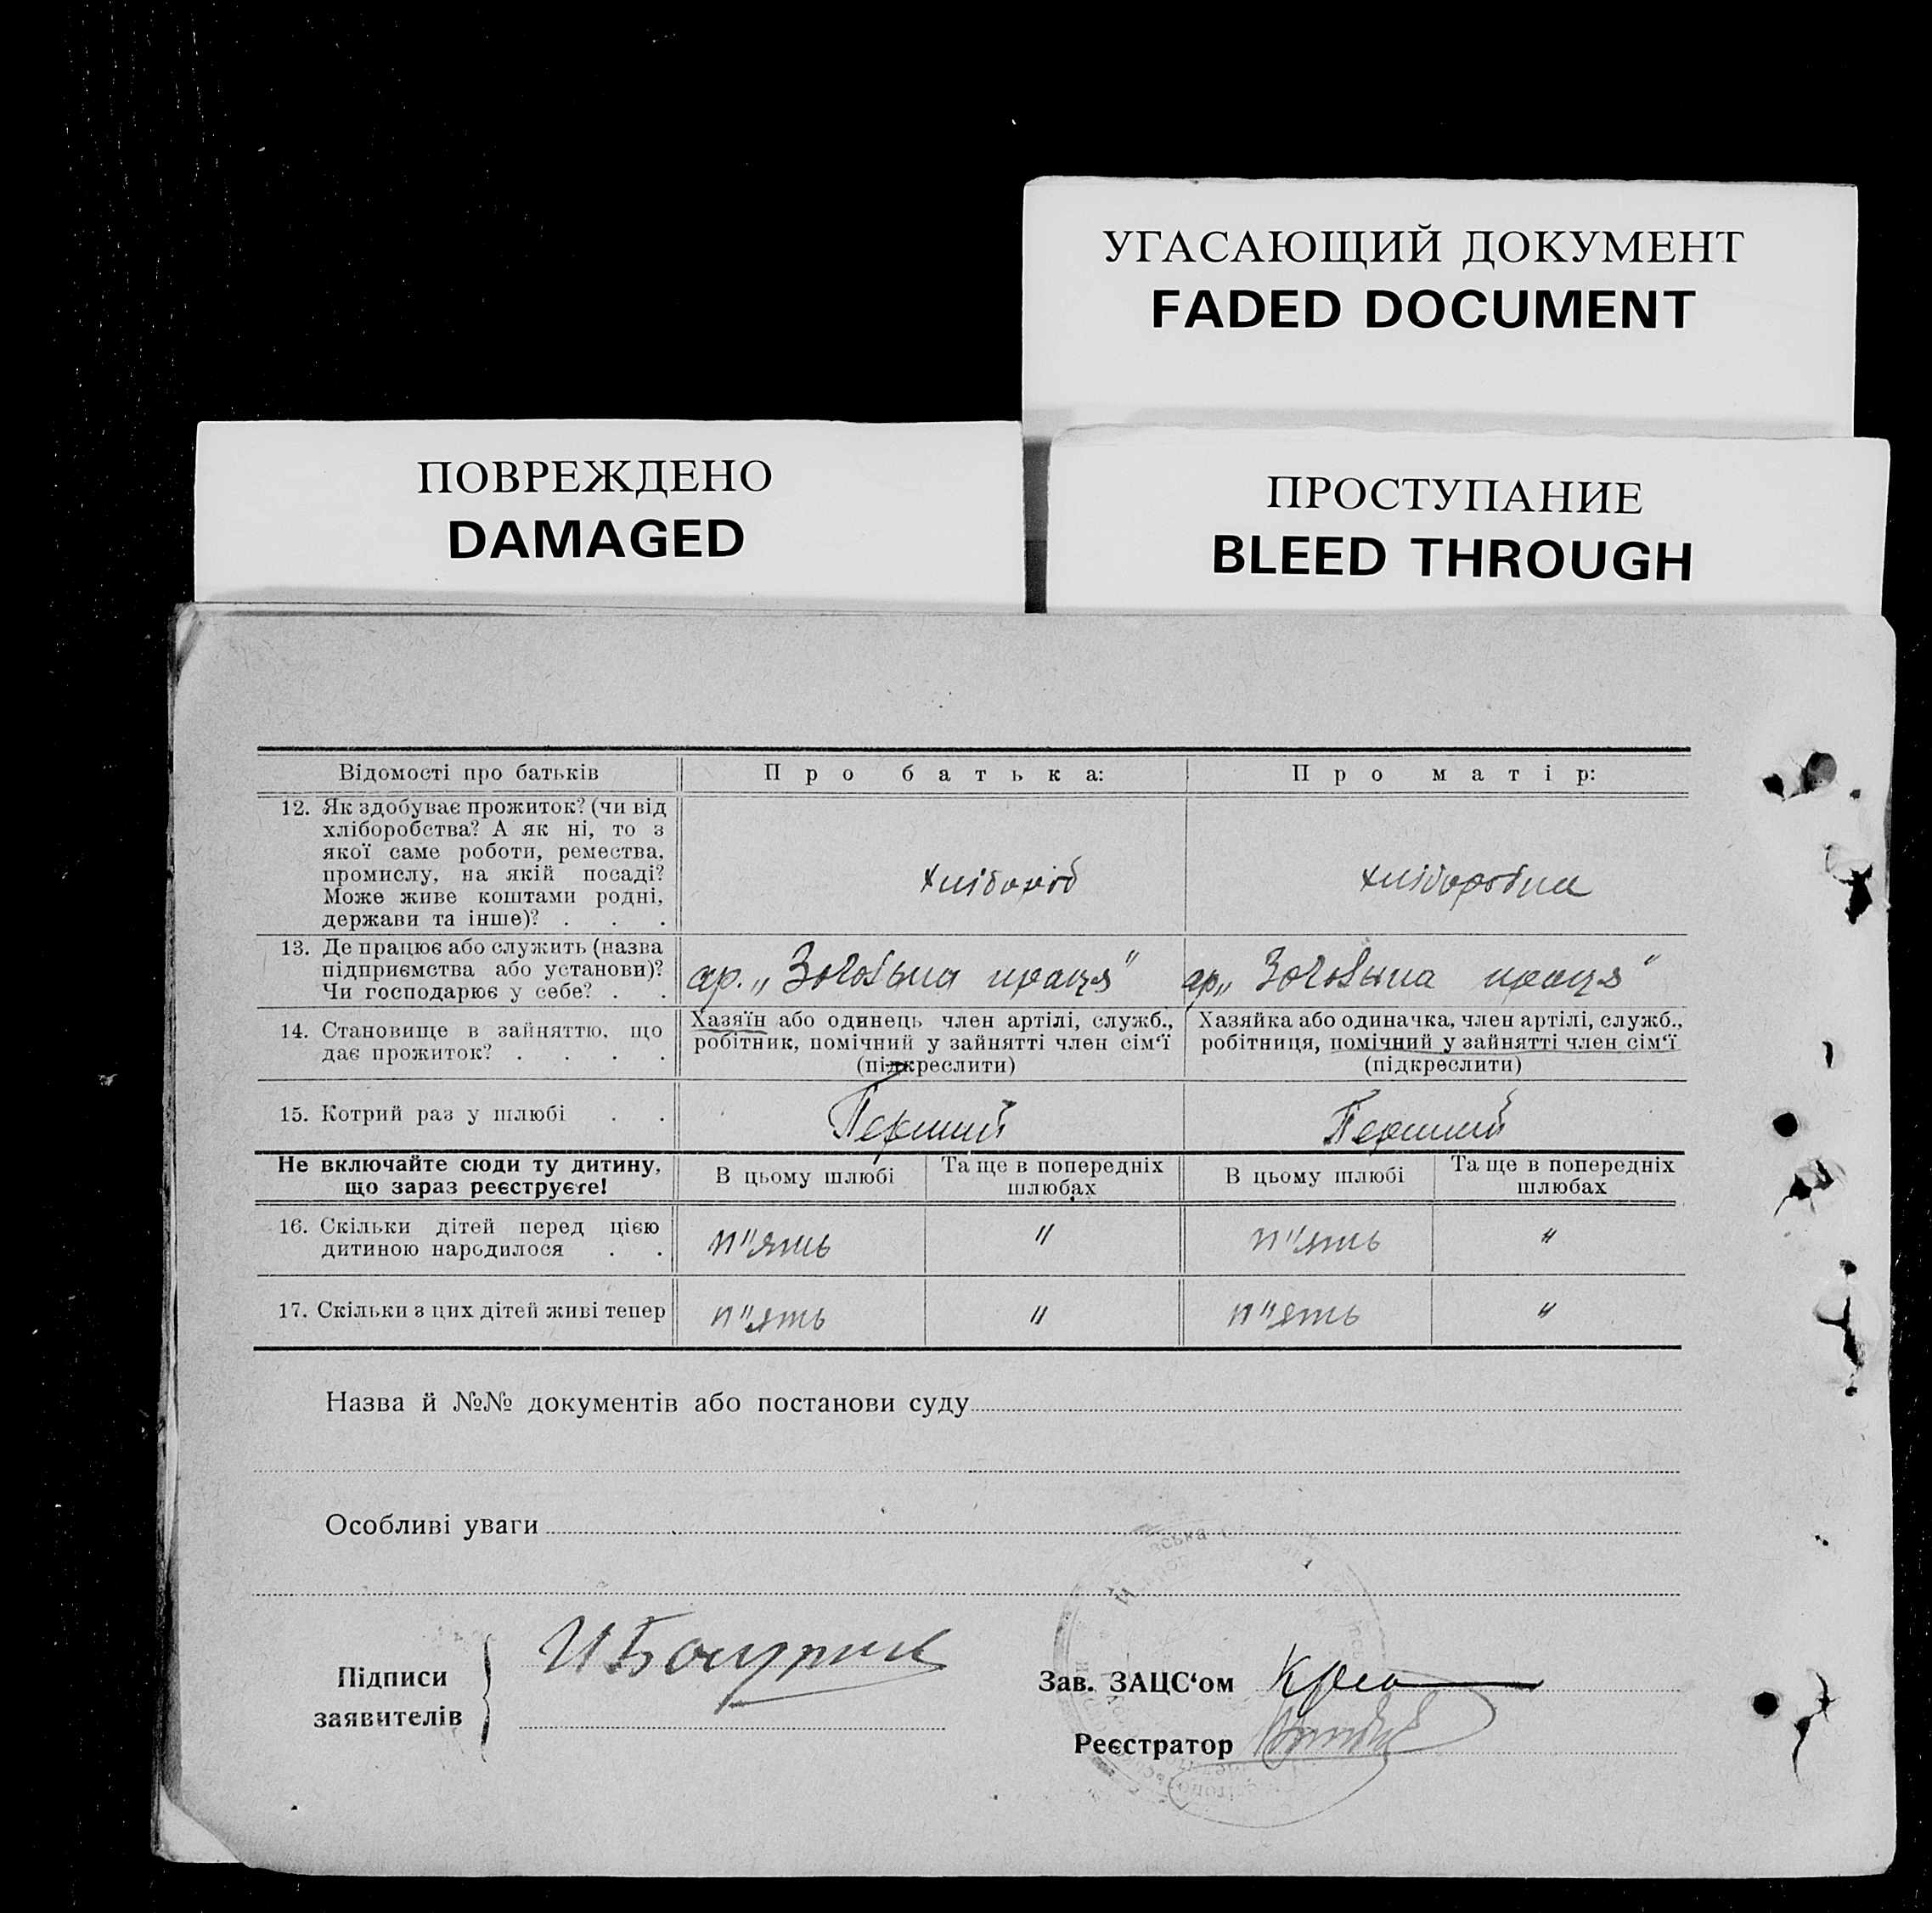 УГАСАЮЩИЙ ДОКУМЕНТ
FADED DOCUMENT
ПОВРЕЖДЕНО
DAMAGED
ПРОСТУПАНИЕ
BLEED THROUGH
Відомості про батьків
Про батька:
Про матір:
12. Як здобуває прожиток? (чи від
хліборобства? А як ні, то з
якої саме роботи, ремества,
промислу, на якій посаді?
Може живе коштами родні,
держави та інше)? . . .
хлібороб
хліборобка
13. Де працює або служить (назва
підприємства або установи)?
Чи господарює у себе? . .
ар. „ праця"
ар„ праця"
14. Становище в зайняттю, що
дає прожиток? . . . .
Хазяїн або одинець член артілі, служб.,
робітник, помічний у зайнятті член сім'ї
(підкреслити)
Хазяйка або одиначка, член артілі, служб.,
робітниця, помічний у зайнятті член сім'ї
(підкреслити)
15. Котрий раз у шлюбі . .
Перший
Перший
Не включайте сюди ту дитину,
що зараз реєструєте!
В цьому шлюбі
Та ще в попередніх
шлюбах
В цьому шлюбі
Та ще в попередніх
шлюбах
16. Скільки дітей перед цією
дитиною народилося . .
п"ять
"
п"ять
"
17. Скільки з цих дітей живі тепер
п"ять
"
п"ять
"
Назва й №№ документів або постанови суду
Особливі уваги
Підписи
заявителів
Зав. ЗАЦС'ом
Реєстратор